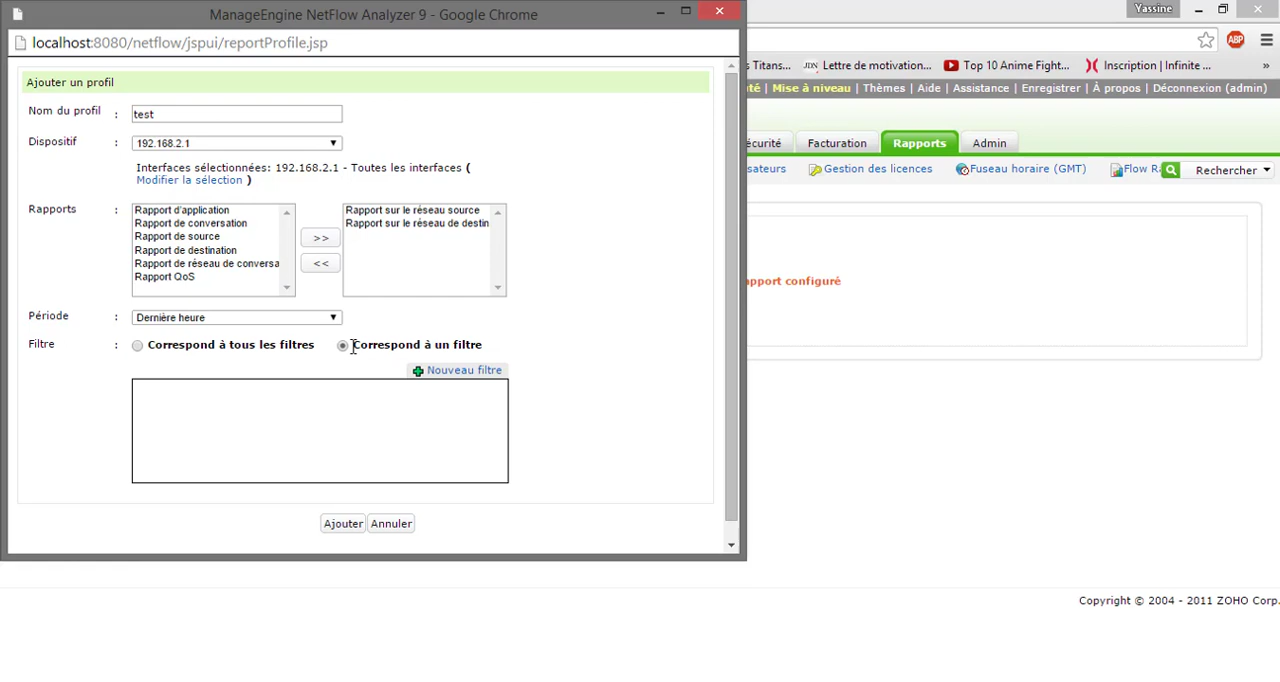 ManageEngine NetFlow Analyzer 9 - Google Chrome
Yassine
localhost:8080/netflow/jspui/reportProfile.jsp
ABP
s Titans...
JDN Lettre de motivation...
Top 10 Anime Fight...
Inscription | Infinite ...
»
Ajouter un profil
té | Mise à niveau | Thèmes | Aide | Assistance | Enregistrer | À propos | Déconnexion (admin)
Nom du profil : test
Dispositif : 192.168.2.1
écurité Facturation Rapports Admin
Interfaces sélectionnées: 192.168.2.1 - Toutes les interfaces (
Modifier la sélection )
sateurs Gestion des licences Fuseau horaire (GMT) Flow R Rechercher
Rapports :
Rapport d'application
Rapport de conversation
Rapport de source
Rapport de destination
Rapport de réseau de conversa
Rapport QoS
>>
<<
Rapport sur le réseau source
Rapport sur le réseau de destin
apport configuré
Période : Dernière heure
Filtre : Correspond à tous les filtres Correspond à un filtre
Nouveau filtre
Ajouter Annuler
Copyright © 2004 - 2011 ZOHO Corp.